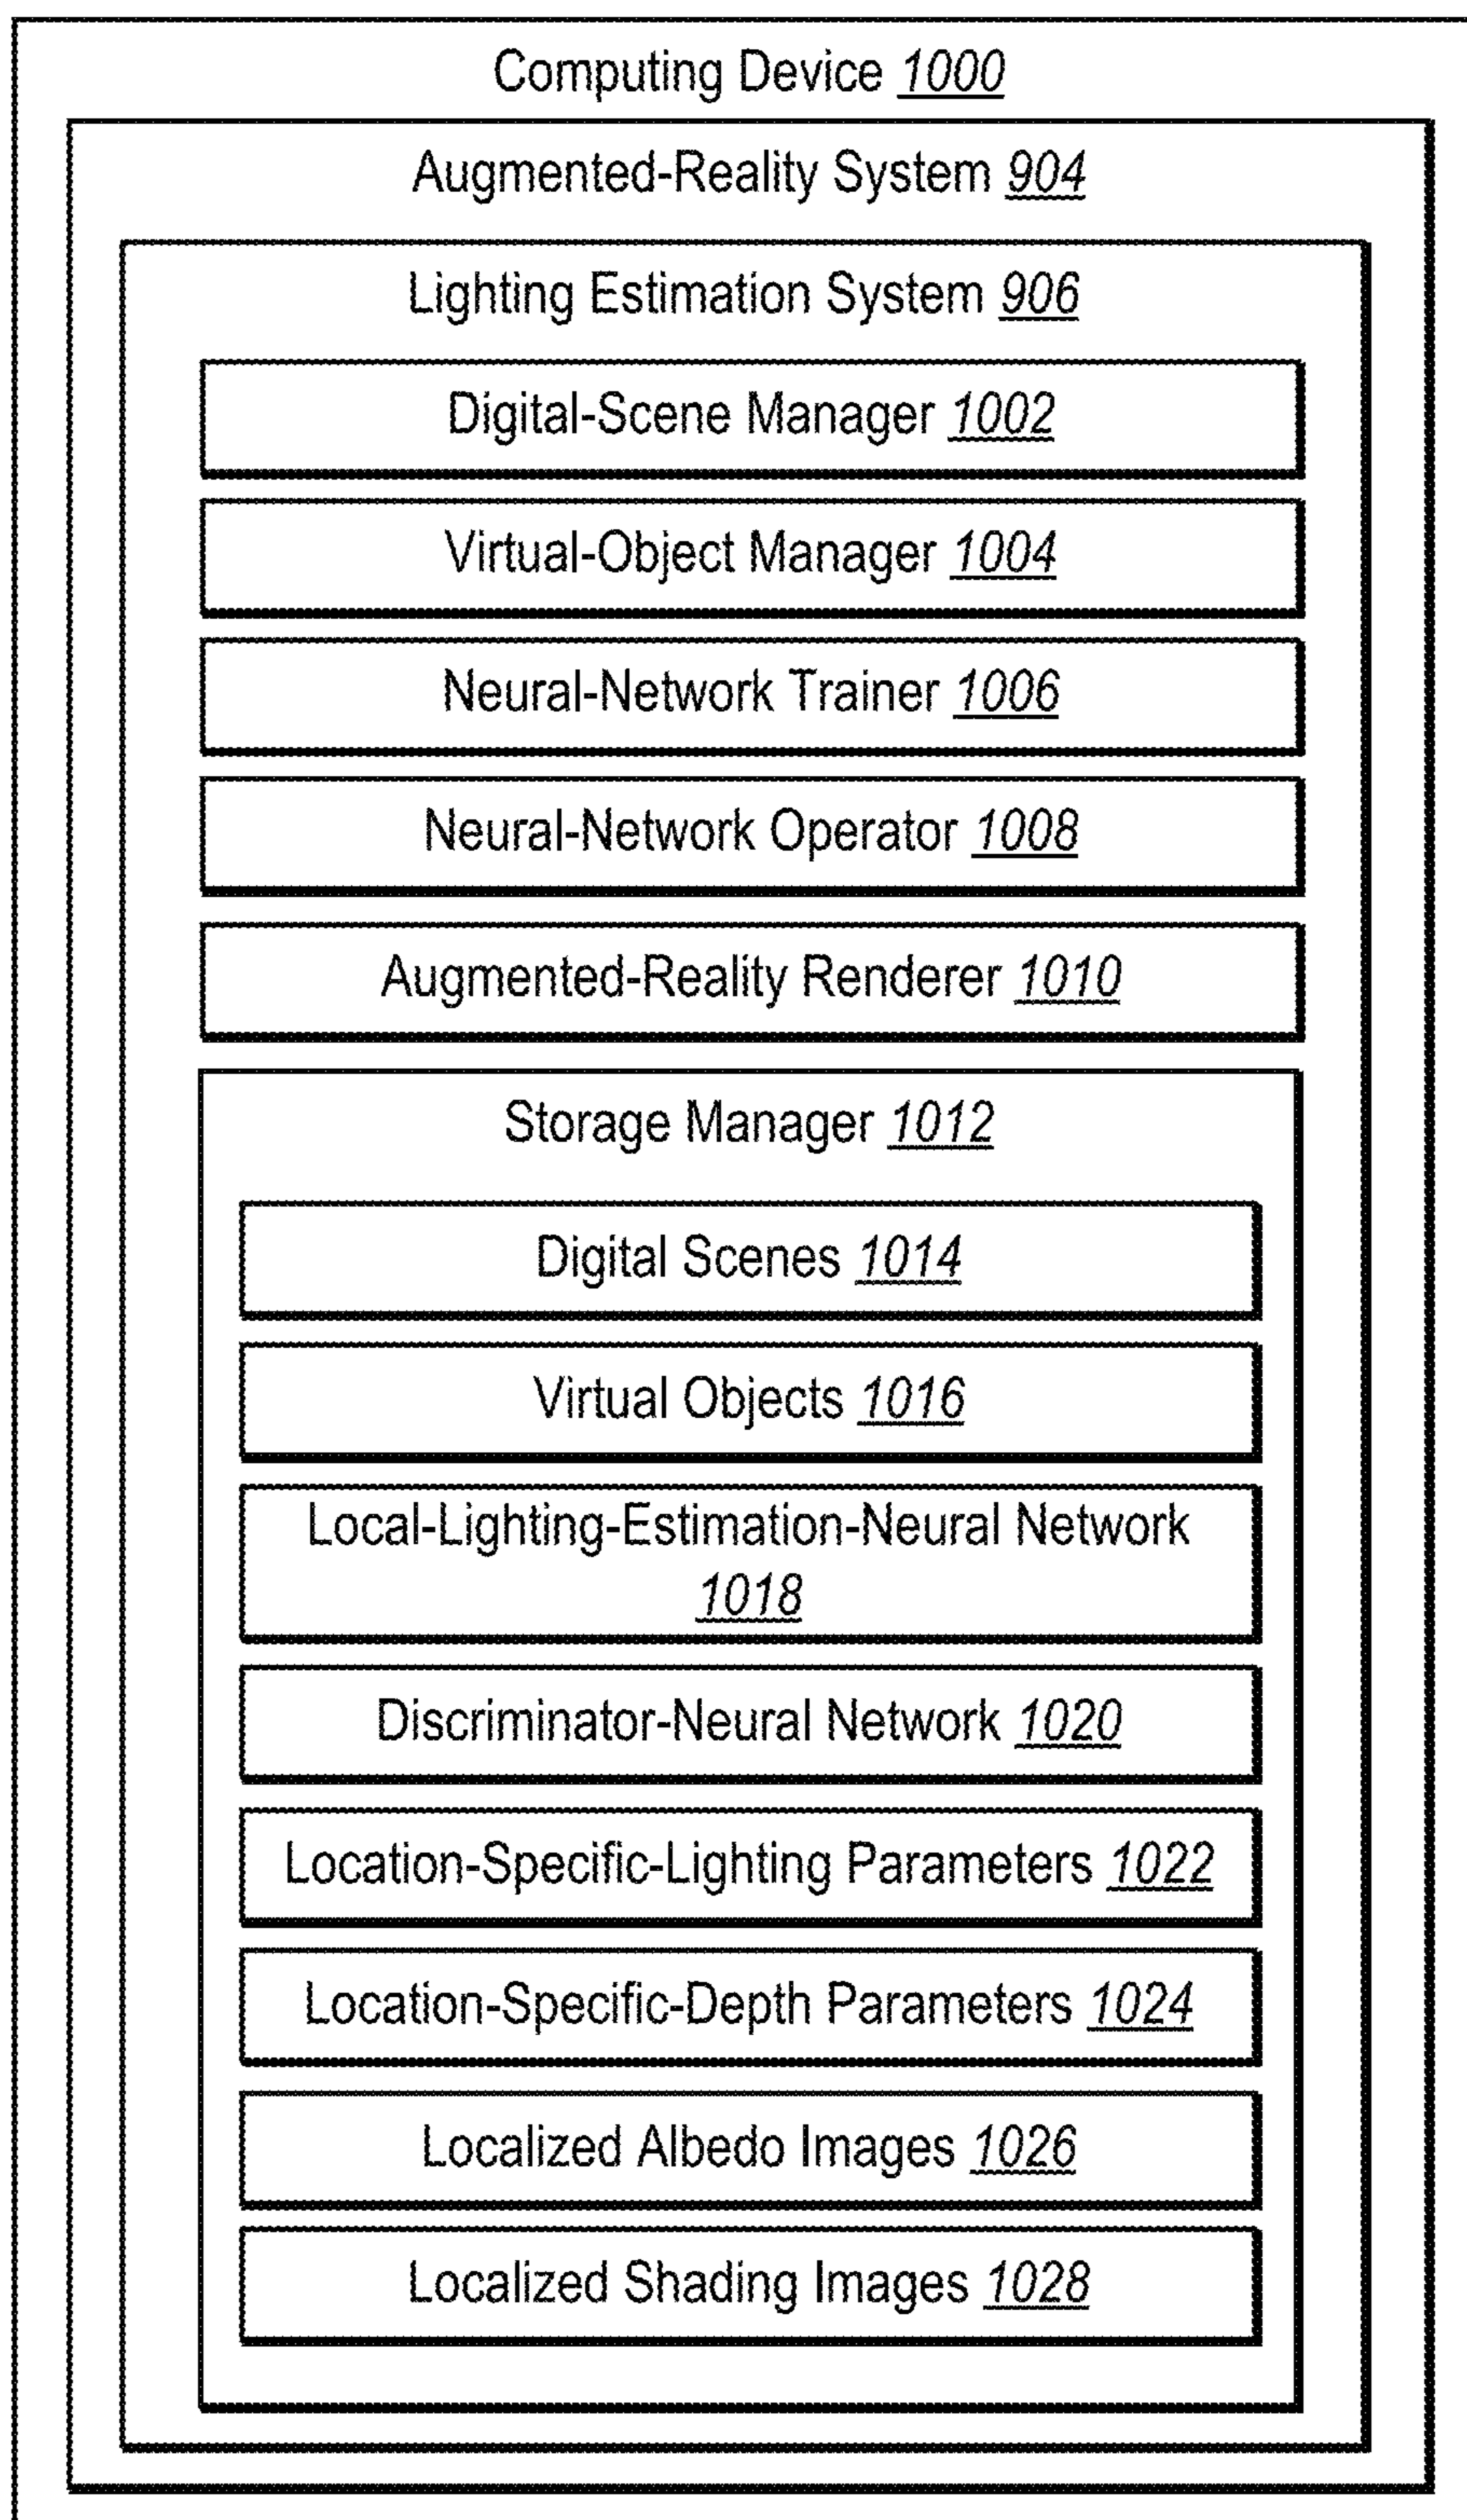 Computing Device 1000
Augmented-Reality System 904
Lighting Estimation System 906
Digital-Scene Manager 1002
Virtual-Object Manager 1004
Neural-Network Trainer 1006
Neural-Network Operator 1008
Augmented-Reality Renderer 1010
Storage Manager 1012
Digital Scenes 1014
Virtual Objects 1016
Local-Lighting-Estimation-Neural Network
1018
Discriminator-Neural Network 1020
Location-Specific-Lighting Parameters 1022
Location-Specific-Depth Parameters 1024
Localized Albedo Images 1026
Localized Shading Images 1028